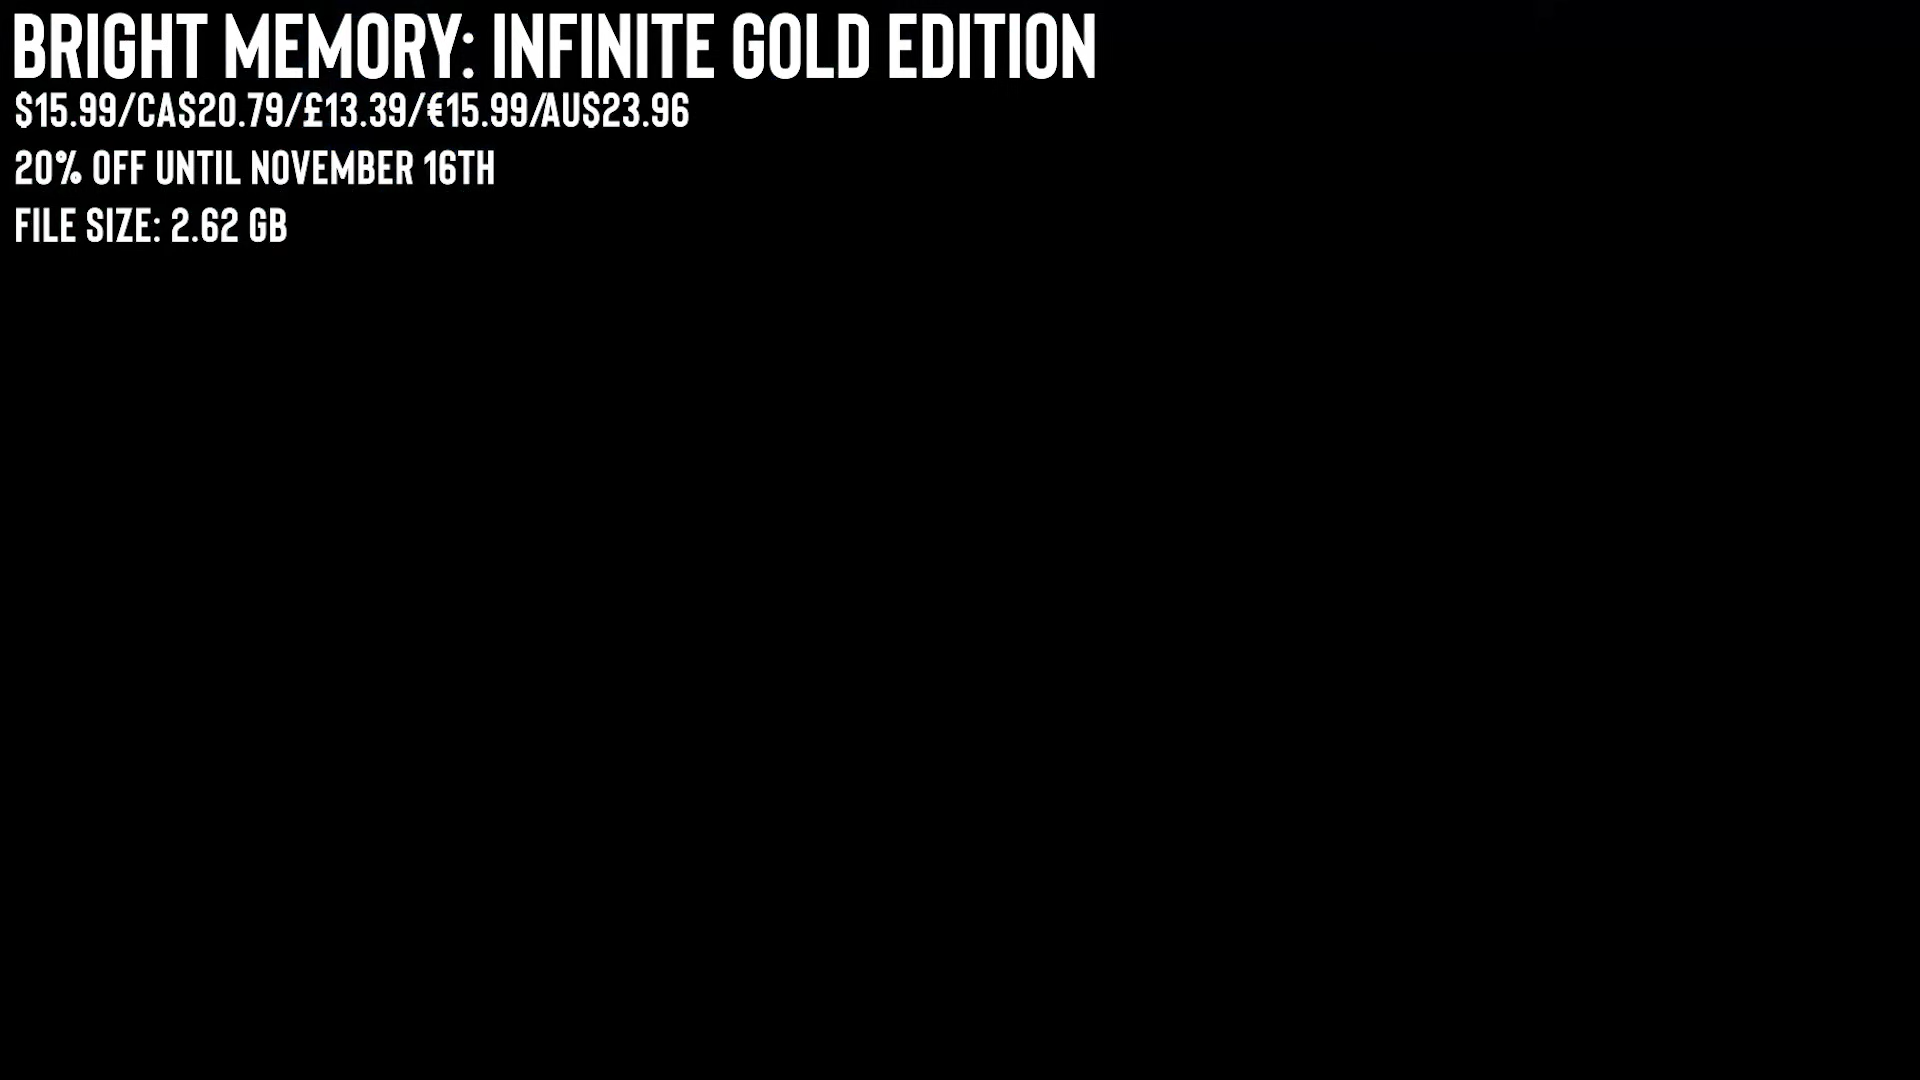 BRIGHT MEMORY: INFINITE GOLD EDITION
$15.99/CA$20.79/£13.39/€15.99/AU$23.96
20% OFF UNTIL NOVEMBER 16TH
FILE SIZE: 2.62 GB